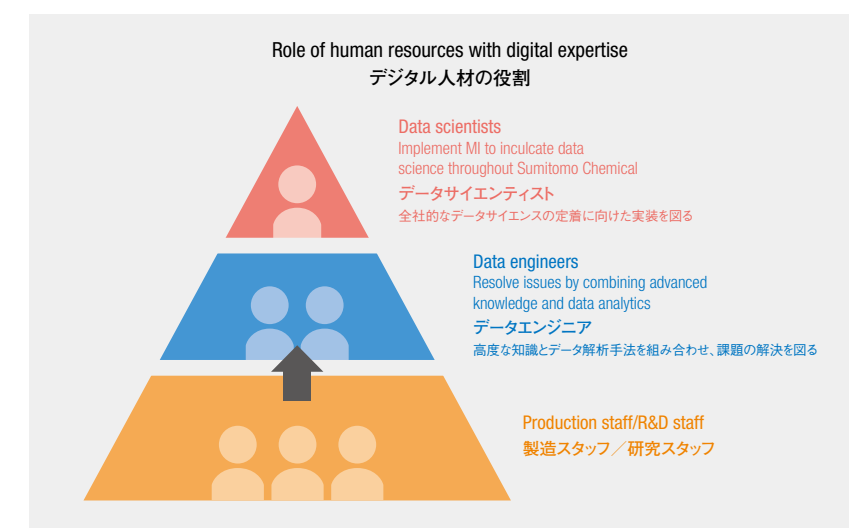 Role of human resources with digital expertise
デジタル人材の役割
Data scientists
Implement MI to inculcate data
science throughout Sumitomo Chemical
データサイエンティスト
全社的なデータサイエンスの定着に向けた実装を図る
Data engineers
Resolve issues by combining advanced
knowledge and data analytics
データエンジニア
高度な知識とデータ解析手法を組み合わせ、課題の解決を図る
Production staff/R&D staff
製造スタッフ／研究スタッフ